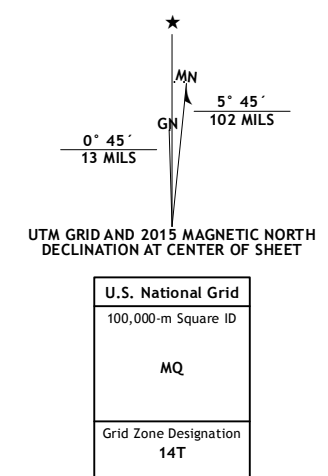 ★
MN
GN
5° 45´
102 MILS
0° 45´
13 MILS
UTM GRID AND 2015 MAGNETIC NORTH
DECLINATION AT CENTER OF SHEET
U.S. National Grid
100,000-m Square ID
MQ
Grid Zone Designation
14T